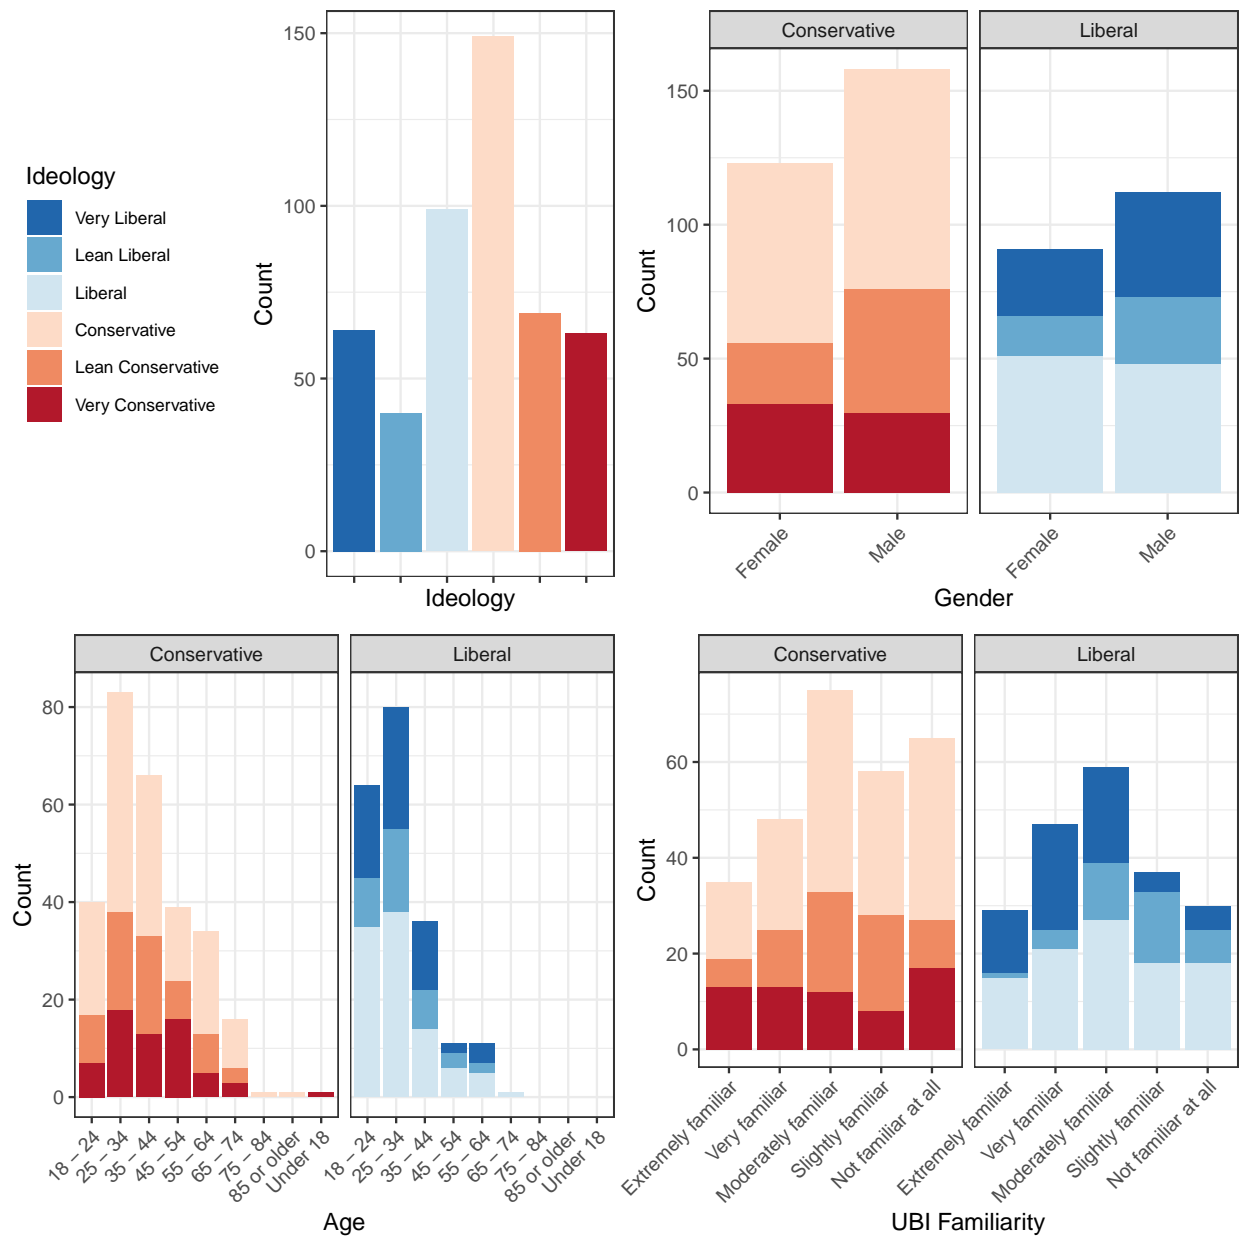 Ideology
Very Liberal
Lean Liberal
Liberal
Conservative
Lean Conservative
Very Conservative
Count
150
100
50
0
Ideology
Conservative
Liberal
Count
150
100
50
0
Female
Male
Female
Male
Gender
Conservative
Liberal
Count
80
60
40
20
0
18 – 24
25 – 34
35 – 44
45 – 54
55 – 64
65 – 74
75 – 84
85 or older
Under 18
18 – 24
25 – 34
35 – 44
45 – 54
55 – 64
65 – 74
75 – 84
85 or older
Under 18
Age
Conservative
Liberal
Count
60
40
20
0
Extremely familiar
Very familiar
Moderately familiar
Slightly familiar
Not familiar at all
Extremely familiar
Very familiar
Moderately familiar
Slightly familiar
Not familiar at all
UBI Familiarity